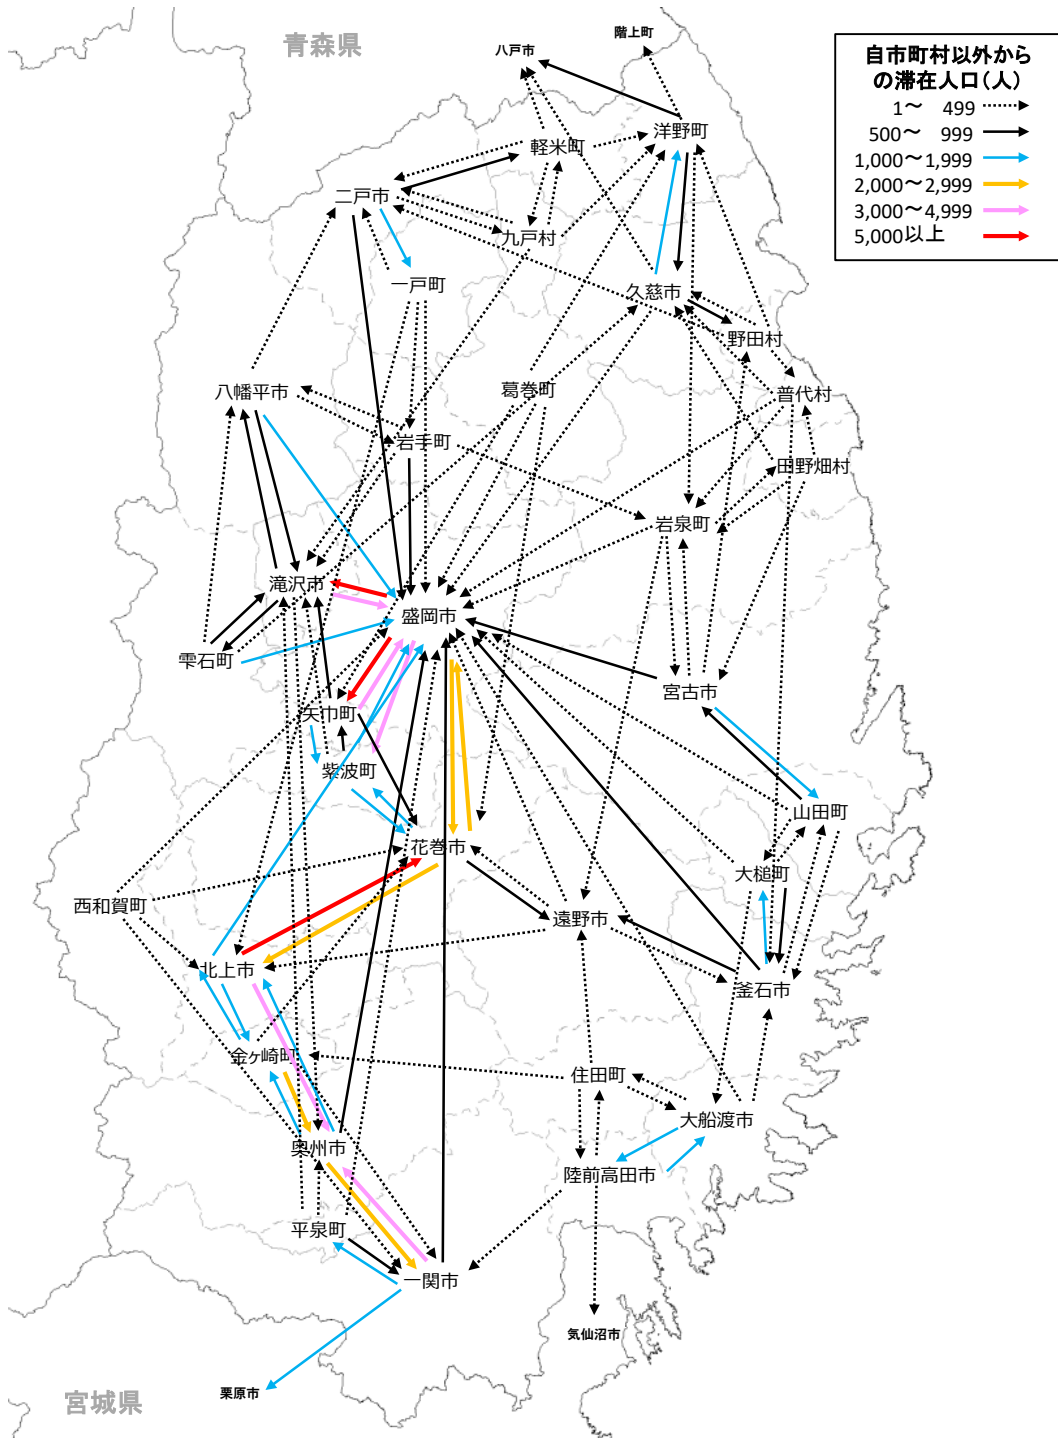 青森県
八戸市
階上町
自市町村以外から
の滞在人口(人)
1～ 499
500～ 999
1,000～1,999
2,000～2,999
3,000～4,999
5,000以上
洋野町
軽米町
二戸市
九戸村
一戸町
久慈市
野田村
八幡平市
葛巻町
普代村
岩手町
田野畑村
岩泉町
滝沢市
盛岡市
雫石町
宮古市
矢巾町
紫波町
山田町
花巻市
大槌町
西和賀町
遠野市
北上市
釜石市
金ケ崎町
住田町
大船渡市
奥州市
陸前高田市
平泉町
一関市
気仙沼市
栗原市
宮城県